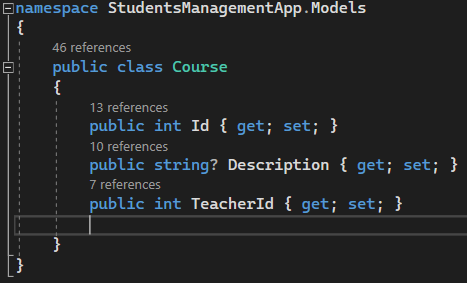 namespace StudentsManagementApp.Models
{
46 references
public class Course
{
13 references
public int Id { get; set; }
10 references
public string? Description { get; set; }
7 references
public int TeacherId { get; set; }
}
}